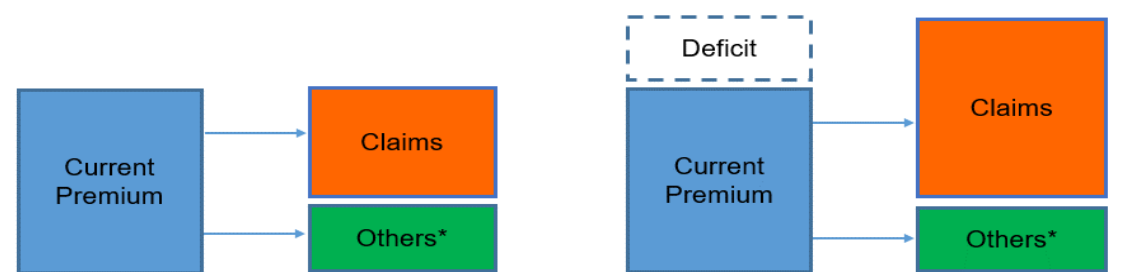 Current
Premium
Claims
Others*
Deficit
Current
Premium
Claims
Others*